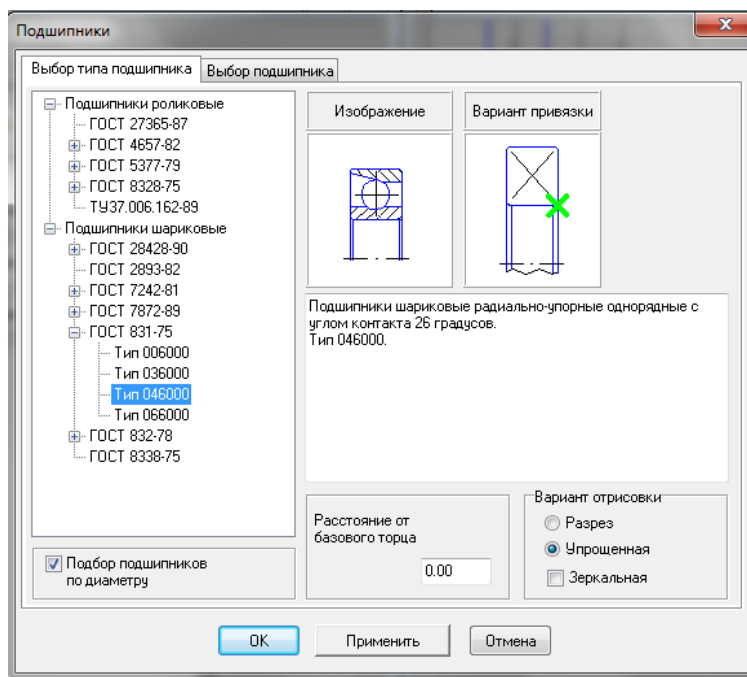 Подшипники
Выбор типа подшипника
Выбор подшипника
Подшипники роликовые
ГОСТ 27365-87
ГОСТ 4657-82
ГОСТ 5377-79
ГОСТ 8328-75
ТУ37.006.162-89
Подшипники шариковые
ГОСТ 28428-90
ГОСТ 2893-82
ГОСТ 7242-81
ГОСТ 7872-89
ГОСТ 831-75
Тип 006000
Тип 036000
Тип 046000
Тип 066000
ГОСТ 832-78
ГОСТ 8338-75
Подбор подшипников
по диаметру
Изображение
Вариант привязки
Подшипники шариковые радиально-упорные однорядные с
углом контакта 26 градусов.
Тип 046000.
Расстояние от
базового торца
0.00
Вариант отрисовки
Разрез
Упрощенная
Зеркальная
OK
Применить
Отмена